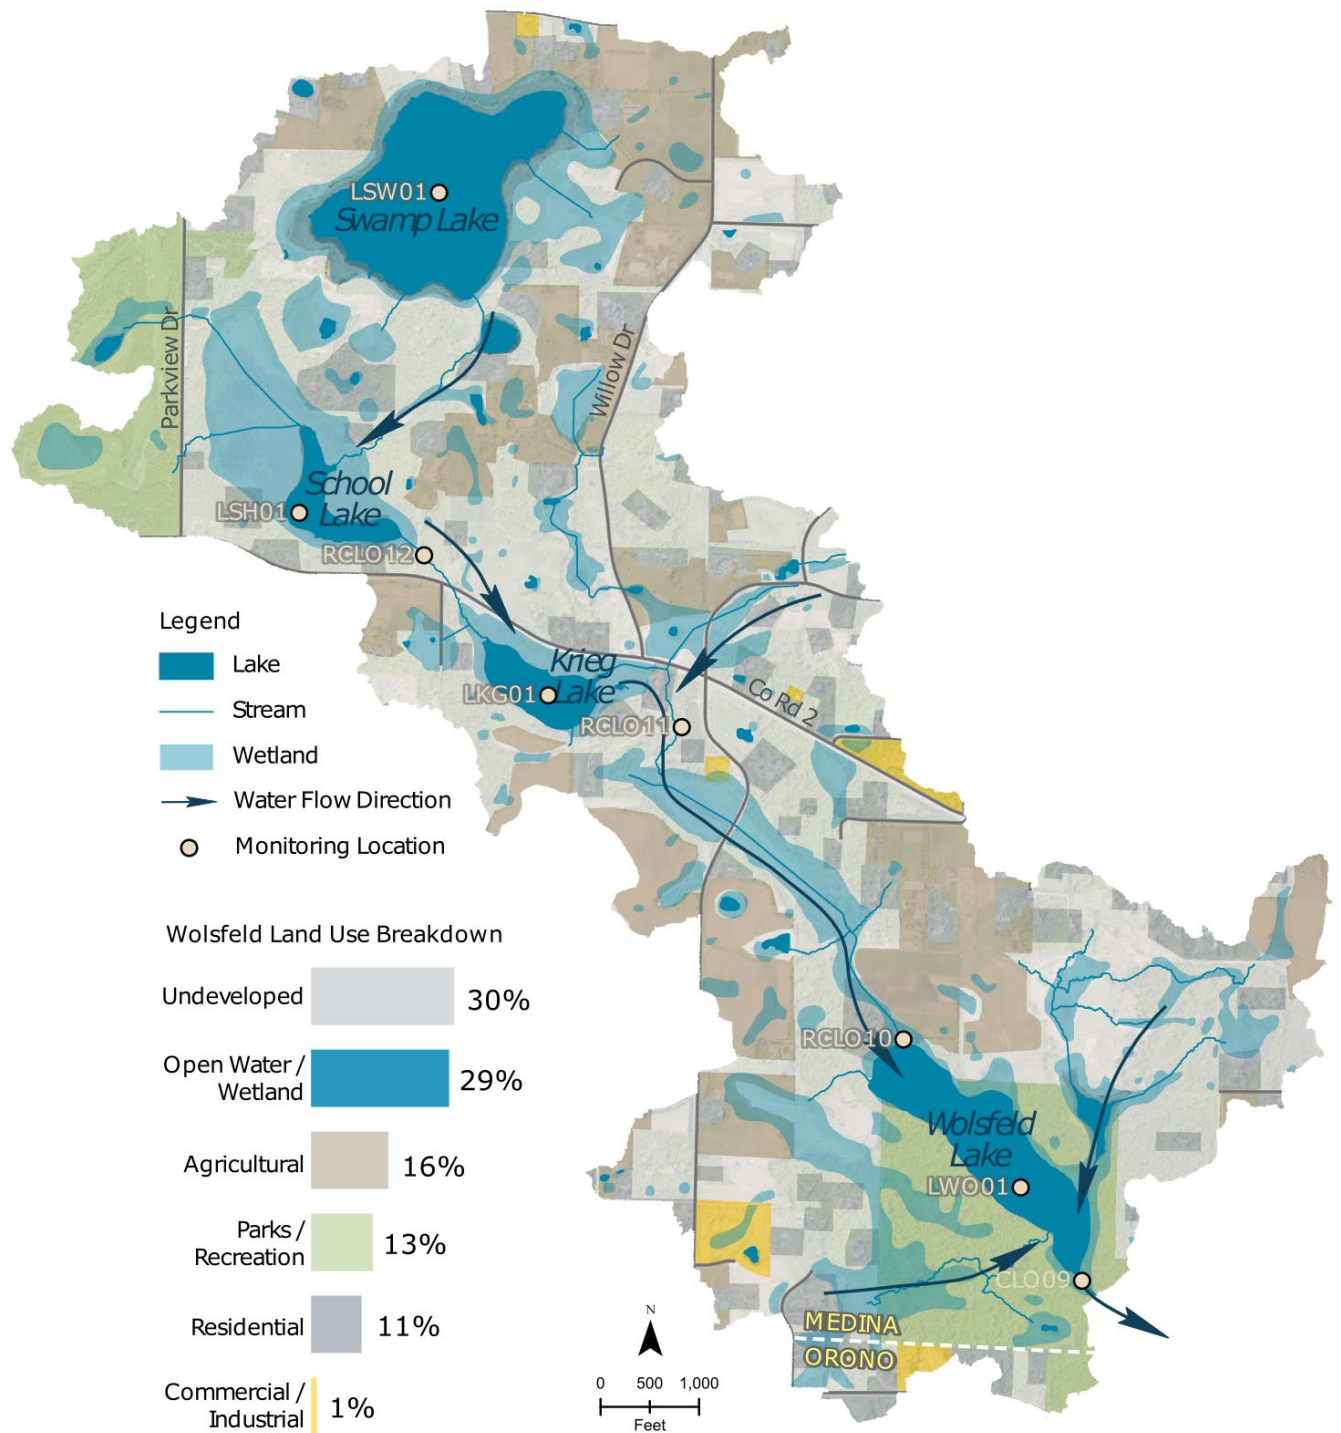 LSW01
Swamp Lake
Parkview Dr
Willow Dr
School
Lake
LSH01
RCLO12
Legend
Lake
Stream
Wetland
Water Flow Direction
Monitoring Location
Krieg
Lake
LKG01
RCLO11
Co Rd 2
Wolsfeld Land Use Breakdown
Undeveloped
30%
Open Water /
Wetland
29%
Agricultural
16%
Parks /
Recreation
13%
Residential
11%
Commercial /
Industrial
1%
RCLO10
Wolsfeld
Lake
LWO01
CLO09
MEDINA
ORONO
N
0 500 1,000
Feet